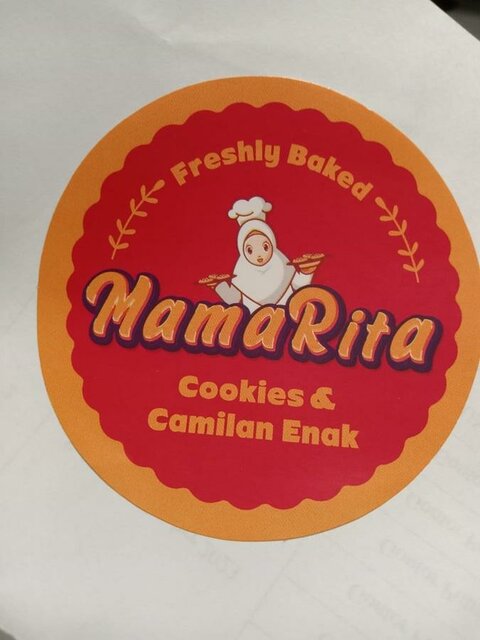 Freshly Baked
MamaRita
Cookies &
Camilan Enak